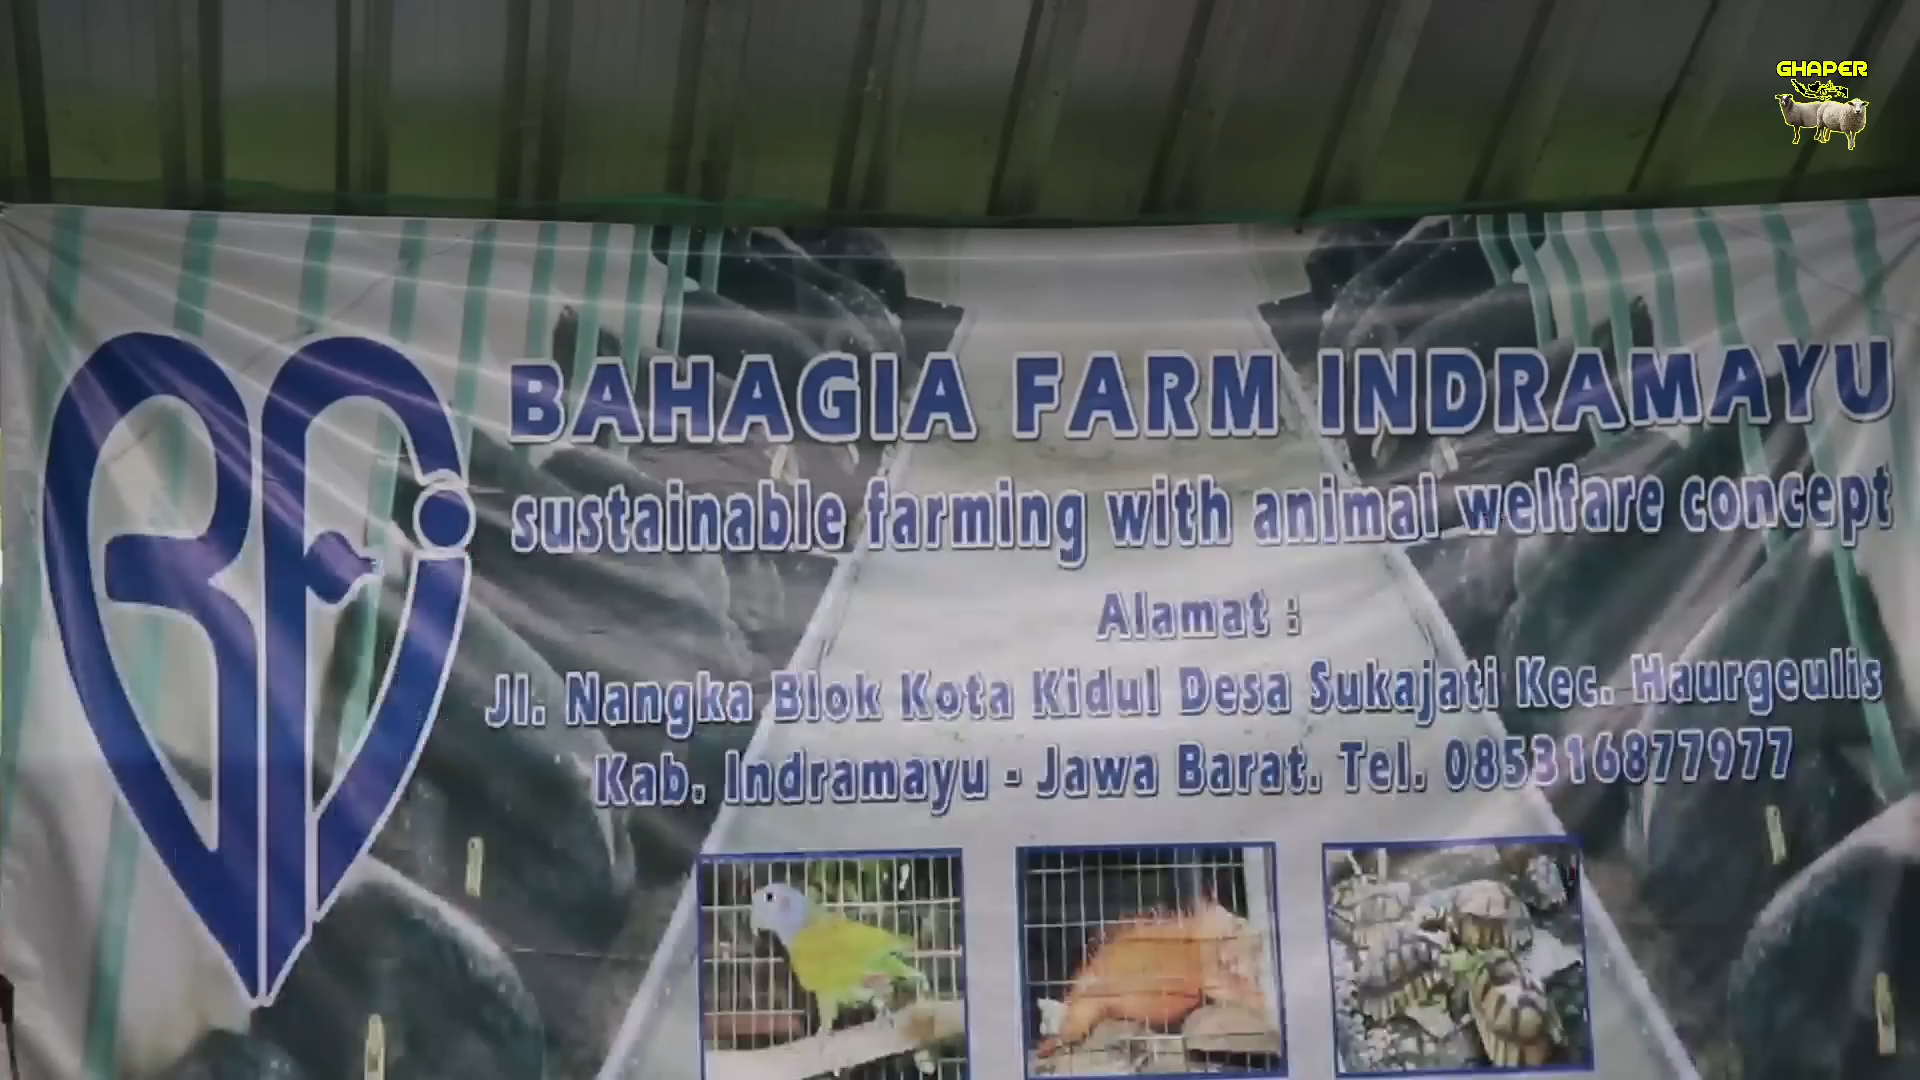 GHAPER
BAHAGIA FARM INDRAMAYU
sustainable farming with animal welfare concept
Alamat :
Jl. Nangka Blok Kota Kidul Desa Sukajati Kec. Haurgeulis
Kab. Indramayu - Jawa Barat. Tel. 085316877977
BFi